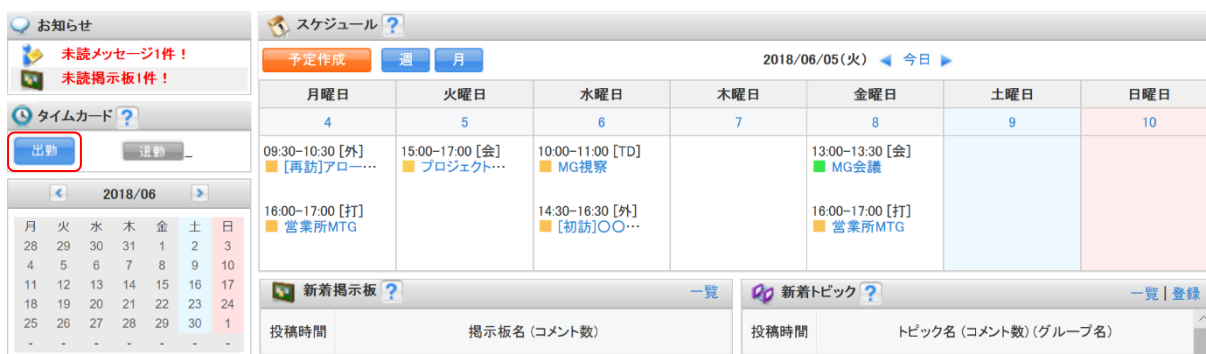 お知らせ
未読メッセージ1件！
未読掲示板1件！
タイムカード ?
出勤 退勤 _
< 2018/06 >
月 火 水 木 金 土 日
28 29 30 31 1 2 3
4 5 6 7 8 9 10
11 12 13 14 15 16 17
18 19 20 21 22 23 24
25 26 27 28 29 30 1
- - - - - - -
スケジュール ?
予定作成 週 月 2018/06/05(火) 今日
月曜日 火曜日 水曜日 木曜日 金曜日 土曜日 日曜日
4 5 6 7 8 9 10
09:30-10:30 [外] 15:00-17:00 [会] 10:00-11:00 [TD] 13:00-13:30 [会]
[再訪]アロー… プロジェクト… MG視察 MG会議
16:00-17:00 [打] 14:30-16:30 [外] 16:00-17:00 [打]
営業所MTG [初訪]〇〇… 営業所MTG
新着掲示板 ? 一覧
投稿時間 掲示板名 (コメント数)
新着トピック ? 一覧 | 登録
投稿時間 トピック名 (コメント数) (グループ名)